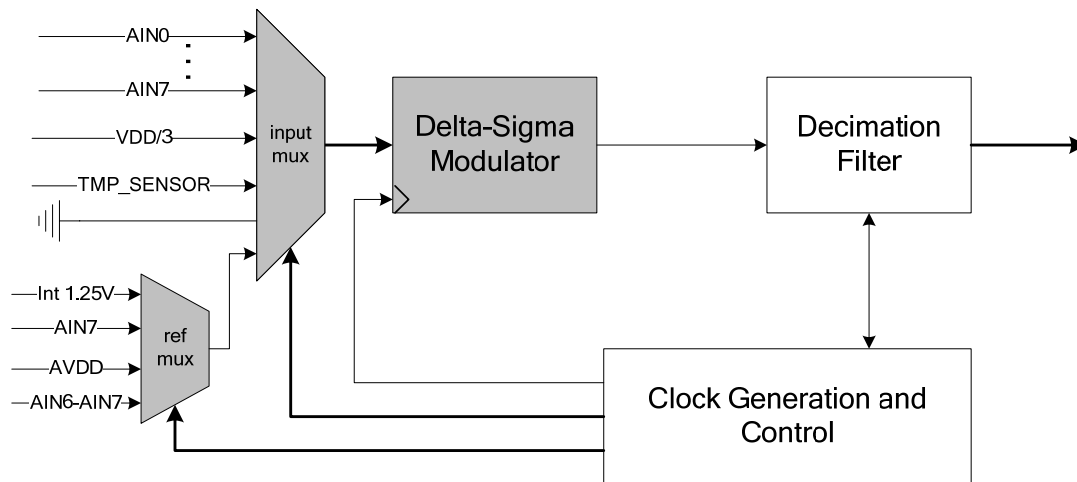 AIN0
AIN7
VDD/3
TMP_SENSOR
input
mux
Delta-Sigma
Modulator
Decimation
Filter
Int 1.25V
AIN7
AVDD
AIN6-AIN7
ref
mux
Clock Generation and
Control